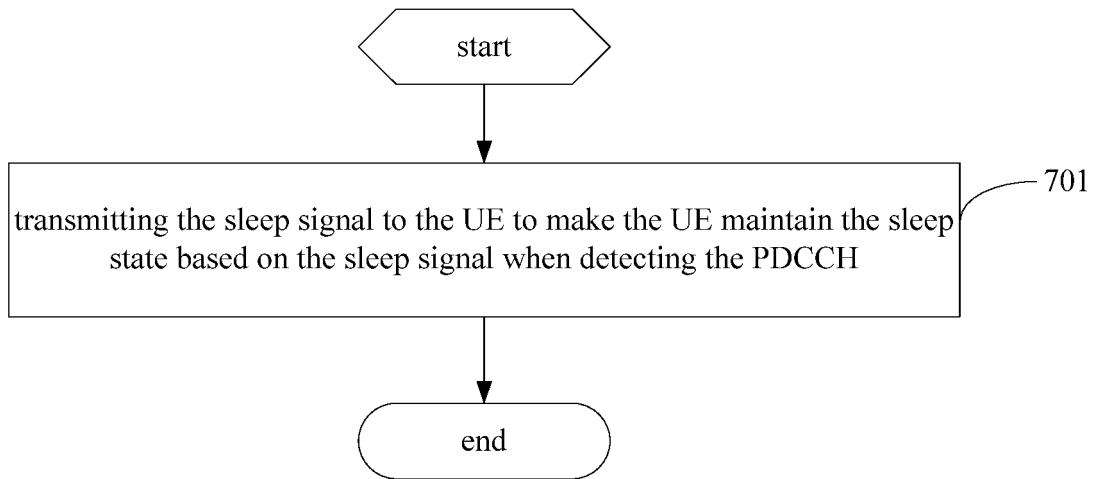 start
transmitting the sleep signal to the UE to make the UE maintain the sleep
state based on the sleep signal when detecting the PDCCH
701
end